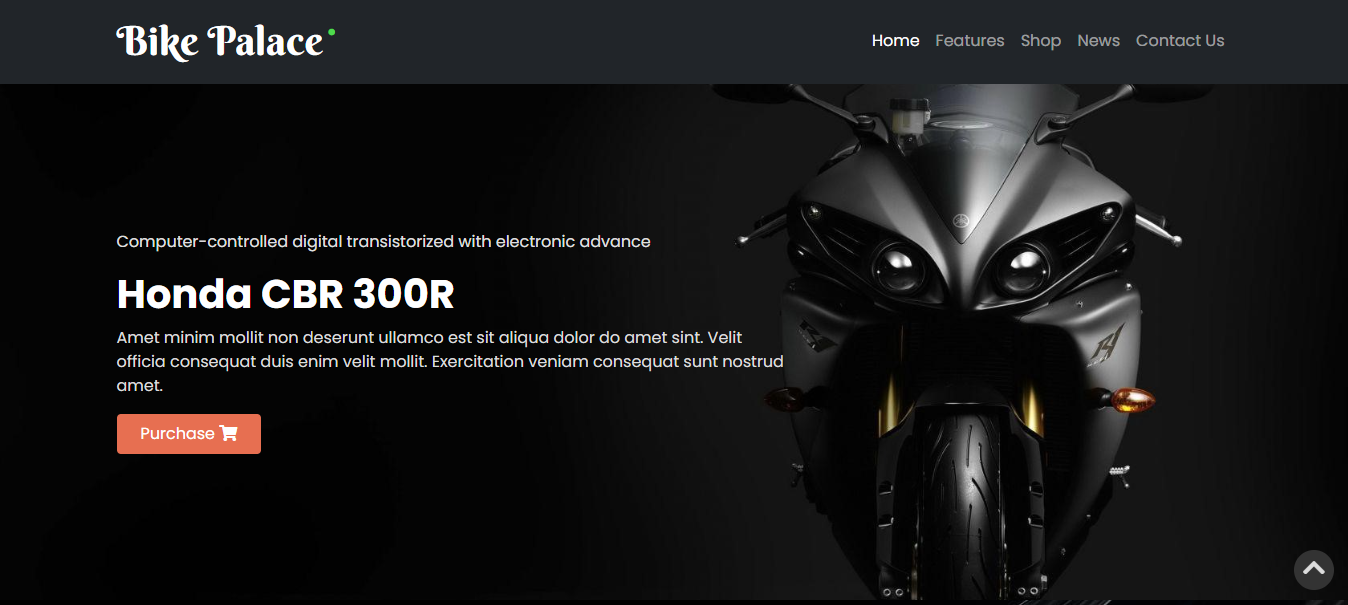 Bike Palace
Home Features Shop News Contact Us
Computer-controlled digital transistorized with electronic advance
Honda CBR 300R
Amet minim mollit non deserunt ullamco est sit aliqua dolor do amet sint. Velit
officia consequat duis enim velit mollit. Exercitation veniam consequat sunt nostrud
amet.
Purchase